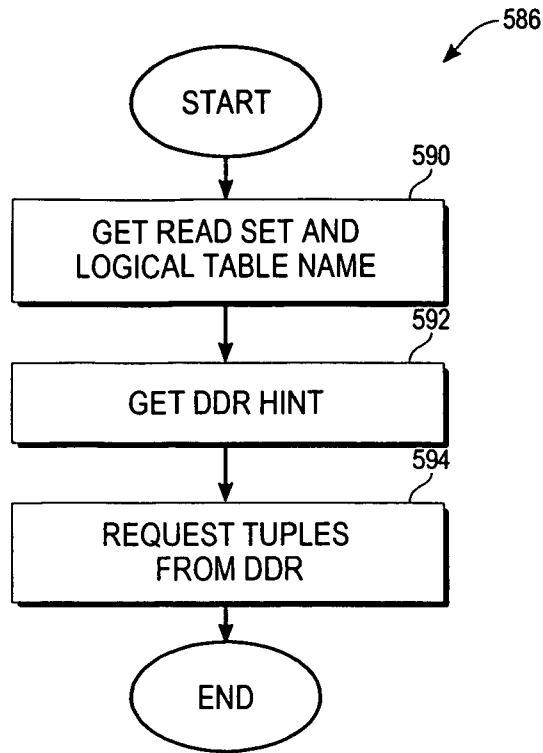 586
START
590
GET READ SET AND
LOGICAL TABLE NAME
592
GET DDR HINT
594
REQUEST TUPLES
FROM DDR
END